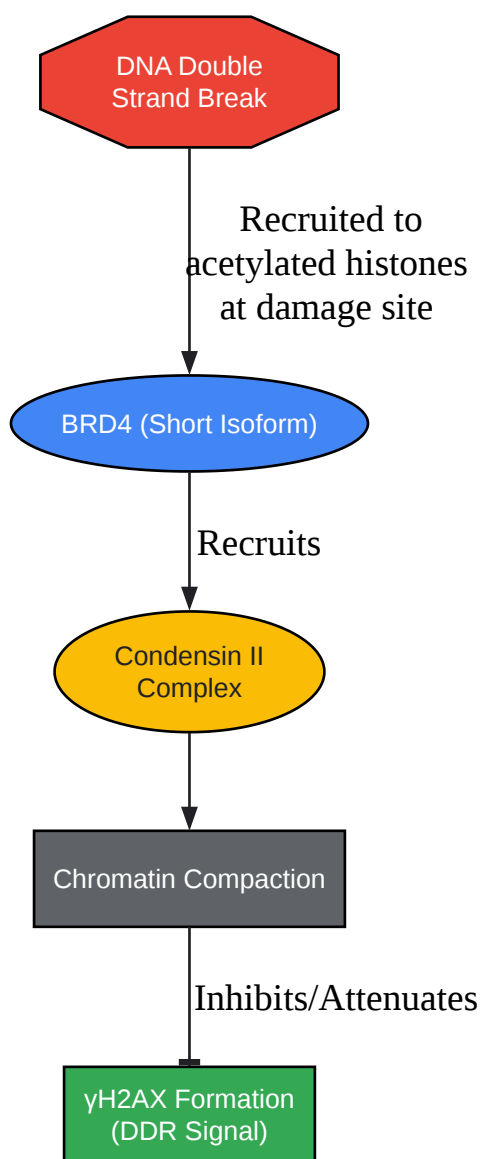 DNA Double
Strand Break
Recruited to
acetylated histones
at damage site
BRD4 (Short Isoform)
Recruits
Condensin II
Complex
Chromatin Compaction
Inhibits/Attenuates
γH2AX Formation
(DDR Signal)